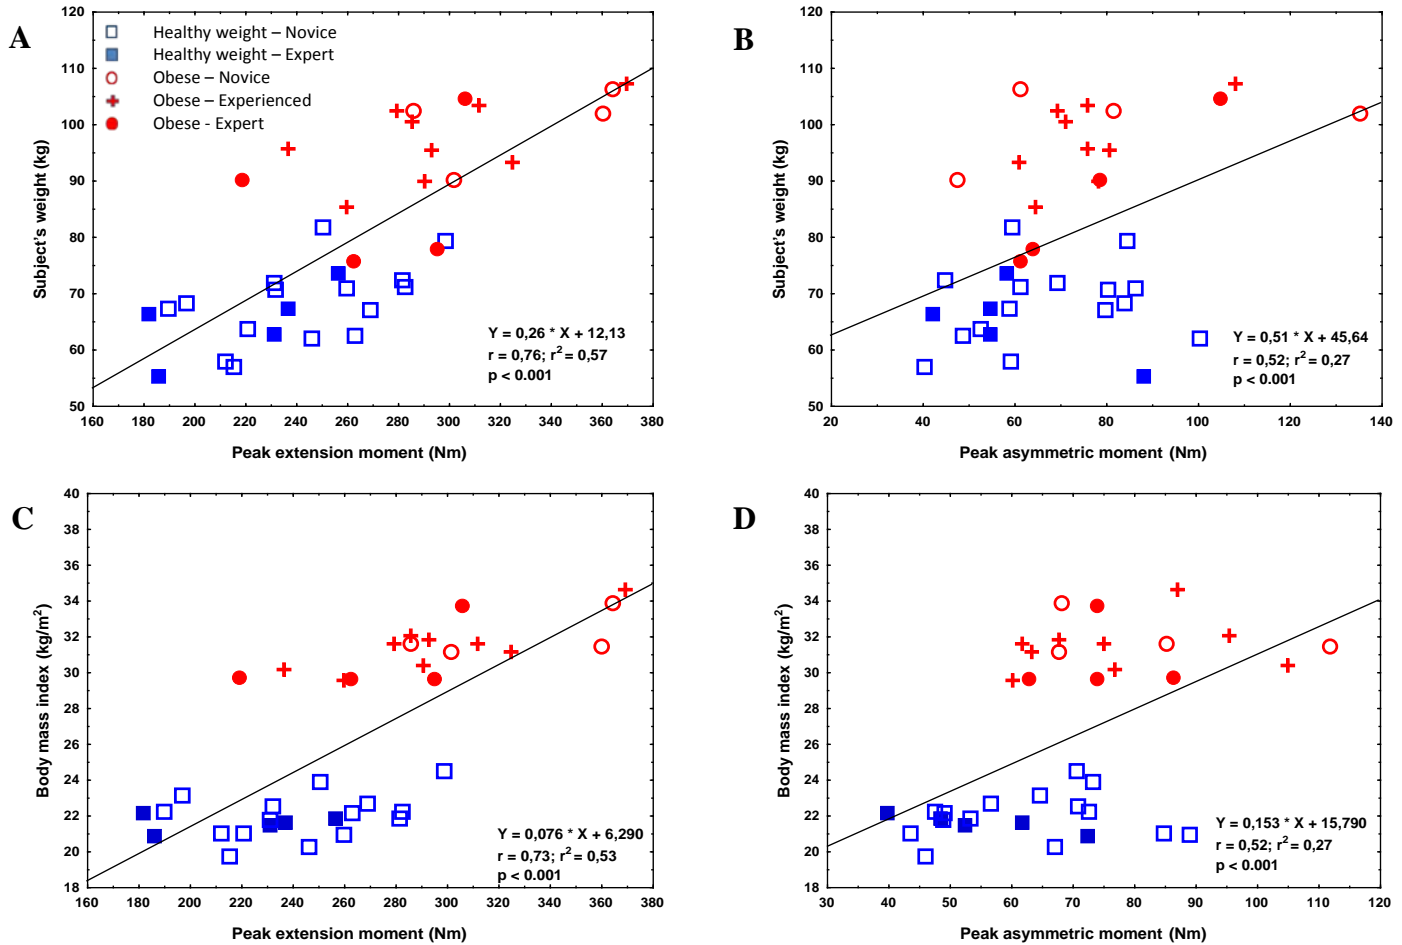 A
Healthy weight – Novice
Healthy weight – Expert
Obese – Novice
Obese – Experienced
Obese - Expert
120
110
100
90
80
70
60
50
Subject's weight (kg)
Y = 0,26 * X + 12,13
r = 0,76; r² = 0,57
p < 0.001
160 180 200 220 240 260 280 300 320 340 360 380
Peak extension moment (Nm)
B
120
110
100
90
80
70
60
50
Subject's weight (kg)
Y = 0,51 * X + 45,64
r = 0,52; r² = 0,27
p < 0.001
20 40 60 80 100 120 140
Peak asymmetric moment (Nm)
C
40
38
36
34
32
30
28
26
24
22
20
18
Body mass index (kg/m²)
Y = 0,076 * X + 6,290
r = 0,73; r² = 0,53
p < 0.001
160 180 200 220 240 260 280 300 320 340 360 380
Peak extension moment (Nm)
D
40
38
36
34
32
30
28
26
24
22
20
18
Body mass index (kg/m²)
Y = 0,153 * X + 15,790
r = 0,52; r² = 0,27
p < 0.001
30 40 50 60 70 80 90 100 110 120
Peak asymmetric moment (Nm)